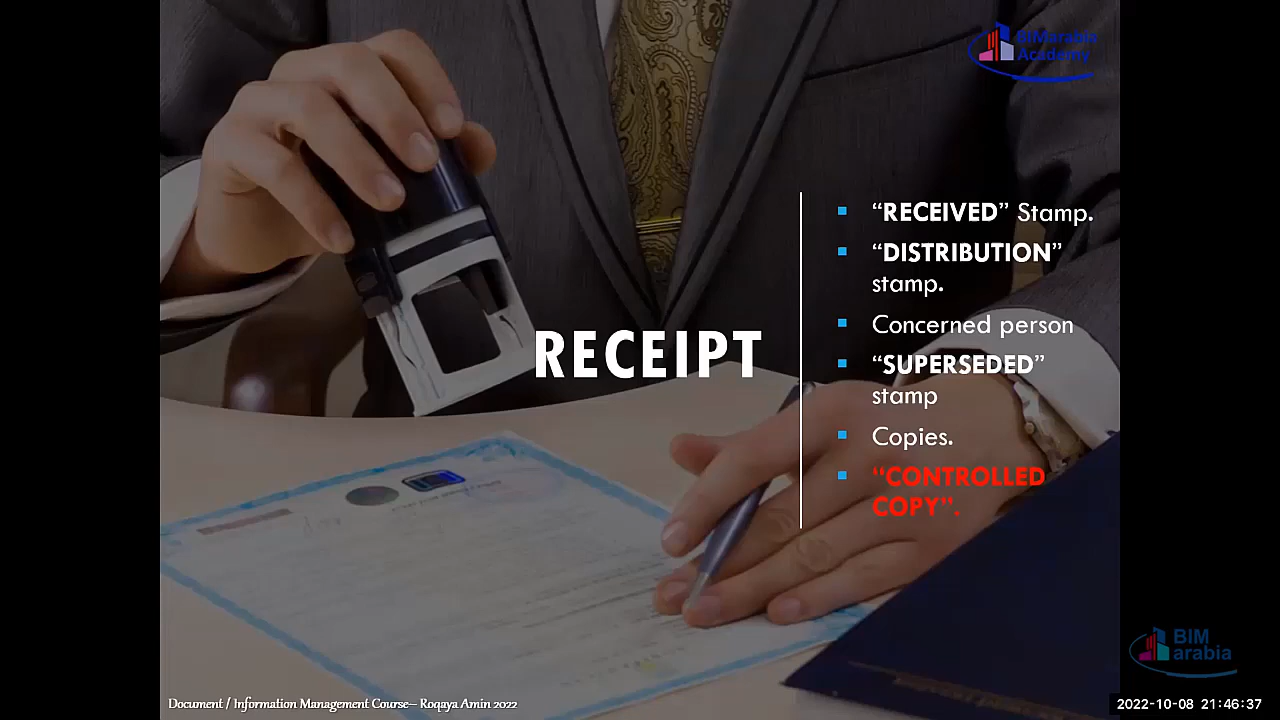 BIMarabia
Academy
RECEIPT
“RECEIVED” Stamp.
“DISTRIBUTION”
stamp.
Concerned person
“SUPERSEDED”
stamp
Copies.
“CONTROLLED
COPY”.
BIM
arabia
Document / Information Management Course– Roqaya Amin 2022
2022-10-08 21:46:37